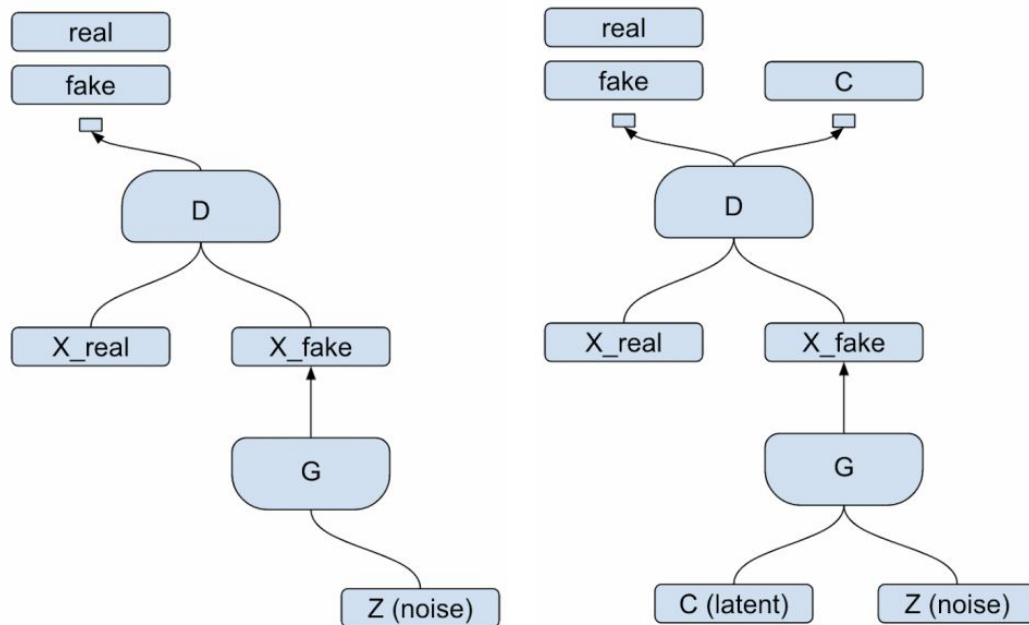 real
fake
D
X_real
X_fake
G
Z (noise)
real
fake
C
D
X_real
X_fake
G
C (latent)
Z (noise)